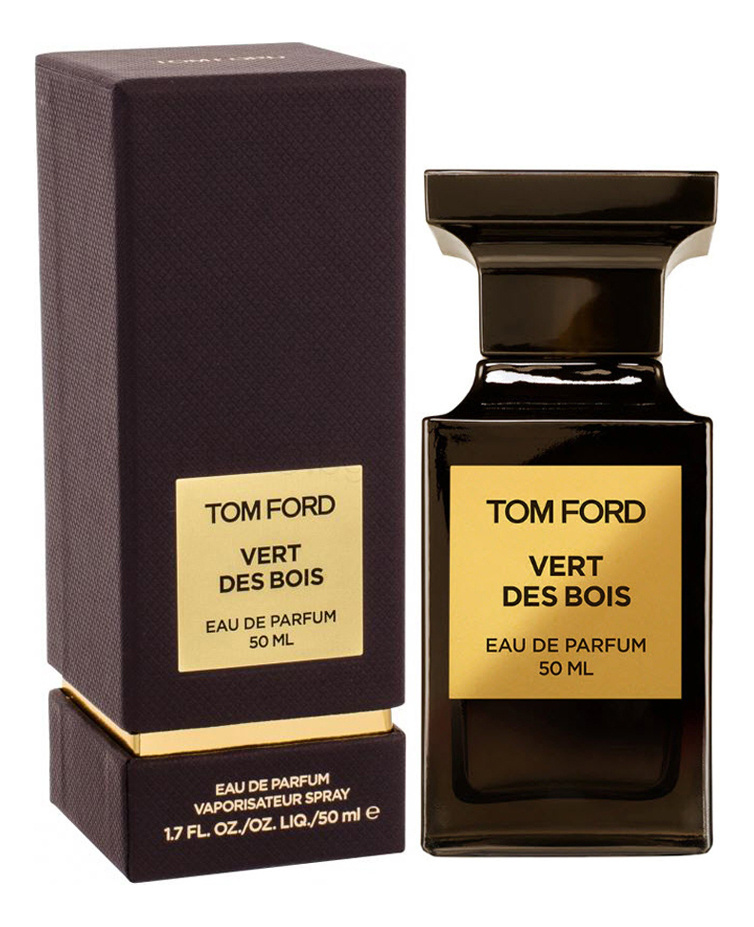 TOM FORD
TOM FORD
VERT
DES BOIS
EAU DE PARFUM
50 ML
EAU DE PARFUM
VAPORISATEUR SPRAY
1.7 FL. OZ./OZ. LIQ./50 ml ℮
TOM FORD
VERT
DES BOIS
EAU DE PARFUM
50 ML